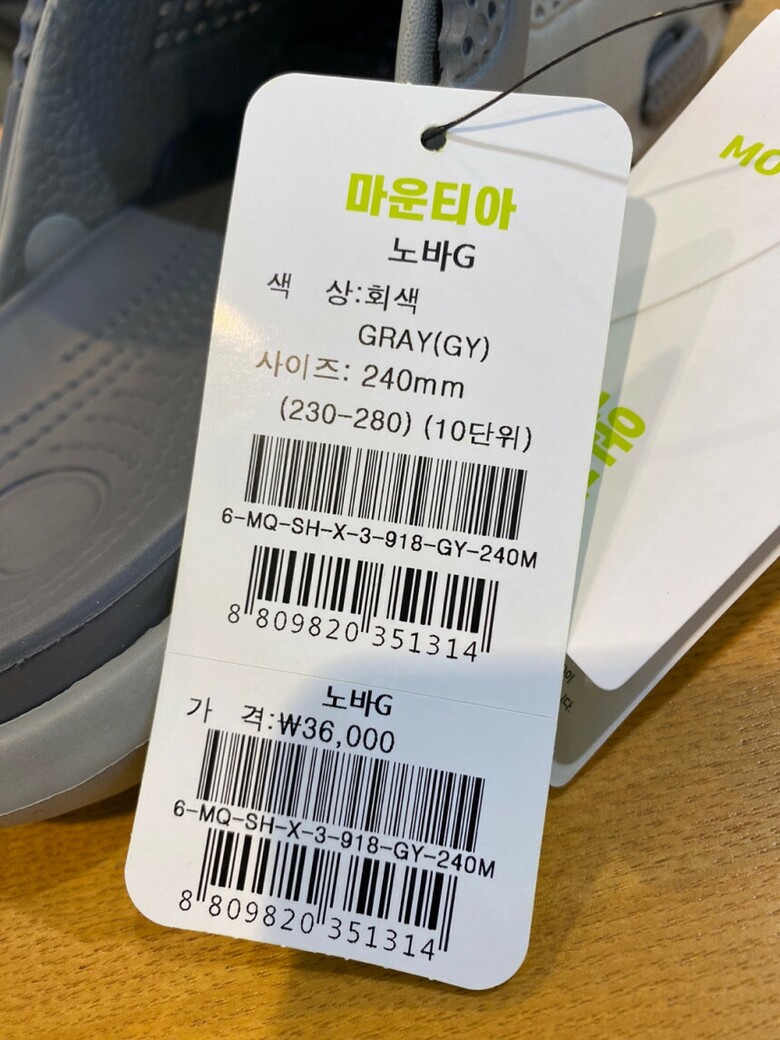 마운티아
노바G
색 상:회색
GRAY(GY)
사이즈: 240mm
(230-280) (10단위)
6-MQ-SH-X-3-918-GY-240M
8 809820 351314
노바G
가 격:₩36,000
6-MQ-SH-X-3-918-GY-240M
8 809820 351314
MO